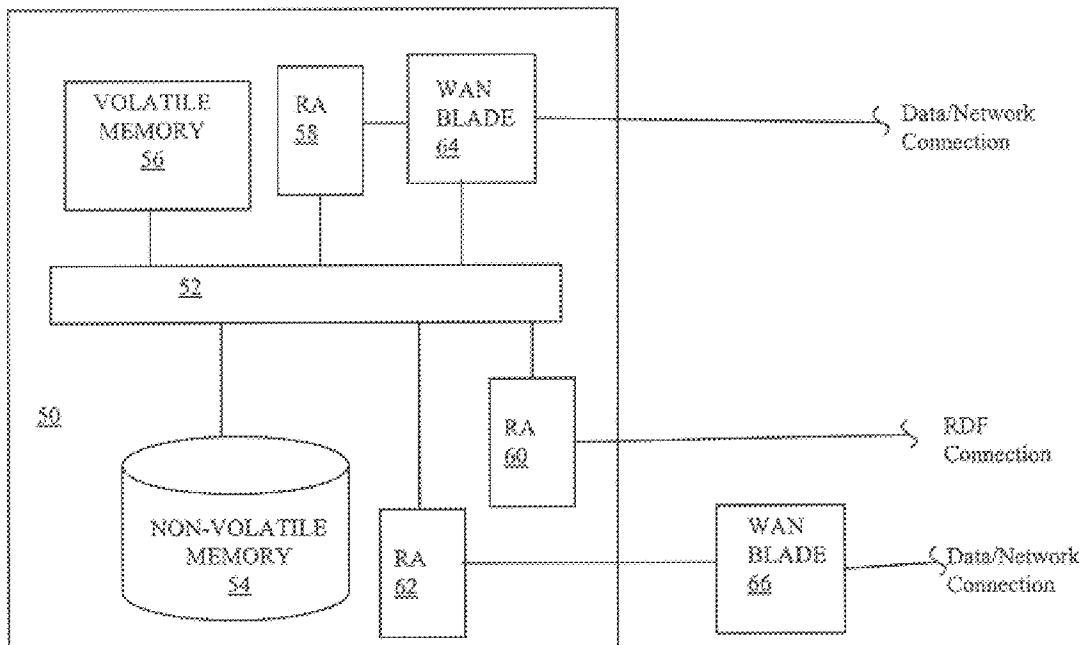 VOLATILE
MEMORY
56
RA
58
WAN
BLADE
64
Data/Network
Connection
52
50
RA
60
RDF
Connection
NON-VOLATILE
MEMORY
54
RA
62
WAN
BLADE
66
Data/Network
Connection